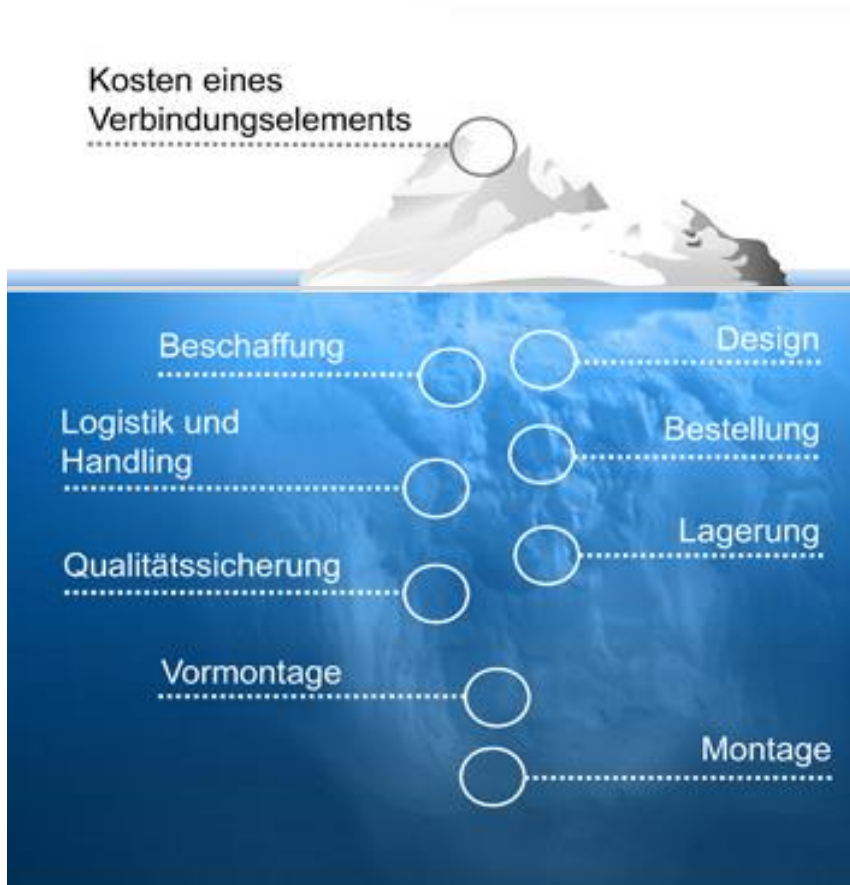 Kosten eines
Verbindungselements
Beschaffung
Design
Logistik und
Handling
Bestellung
Lagerung
Qualitätssicherung
Vormontage
Montage